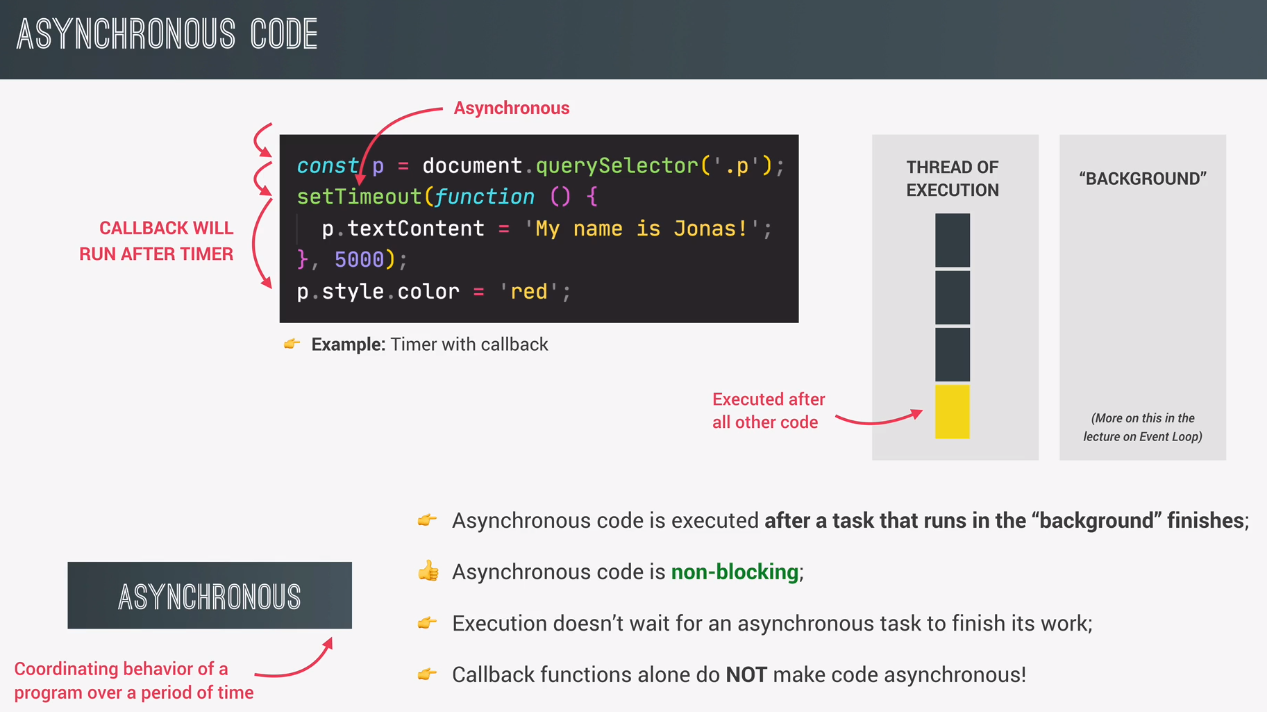 ASYNCHRONOUS CODE
Asynchronous
const p = document.querySelector('.p');
setTimeout(function () {
p.textContent = 'My name is Jonas!';
}, 5000);
p.style.color = 'red';
CALLBACK WILL
RUN AFTER TIMER
👉 Example: Timer with callback
THREAD OF
EXECUTION
Executed after
all other code
“BACKGROUND”
(More on this in the
lecture on Event Loop)
👉 Asynchronous code is executed after a task that runs in the “background” finishes;
👍 Asynchronous code is non-blocking;
👉 Execution doesn’t wait for an asynchronous task to finish its work;
👉 Callback functions alone do NOT make code asynchronous!
ASYNCHRONOUS
Coordinating behavior of a
program over a period of time